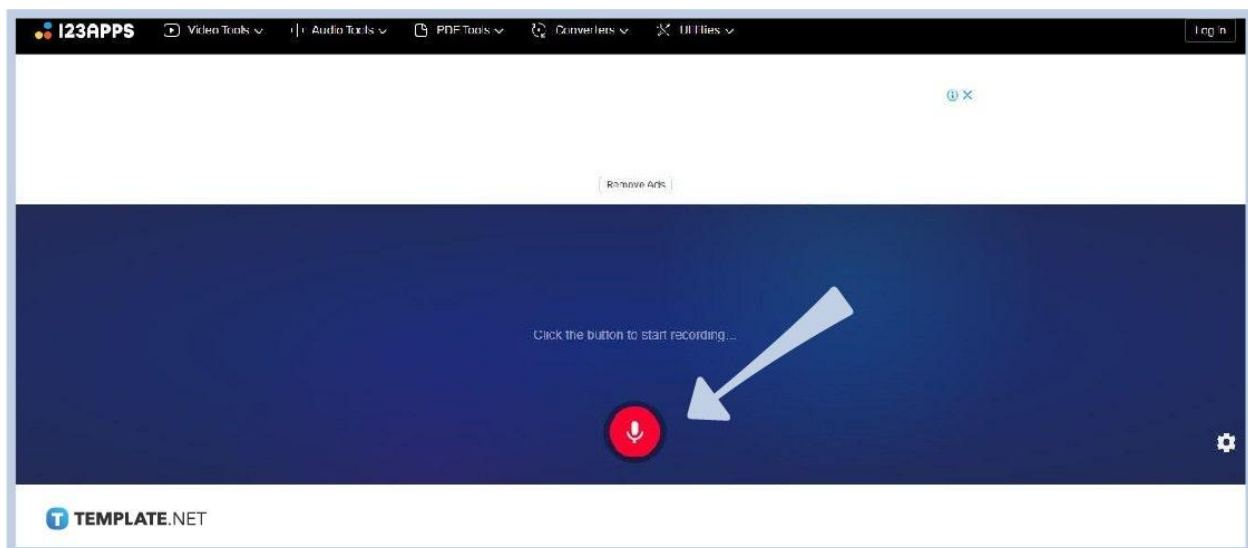 123APPS Video Tools Audio Tools PDF Tools Converters Utilities Log in
Remove Ads
Click the button to start recording...
TEMPLATE.NET